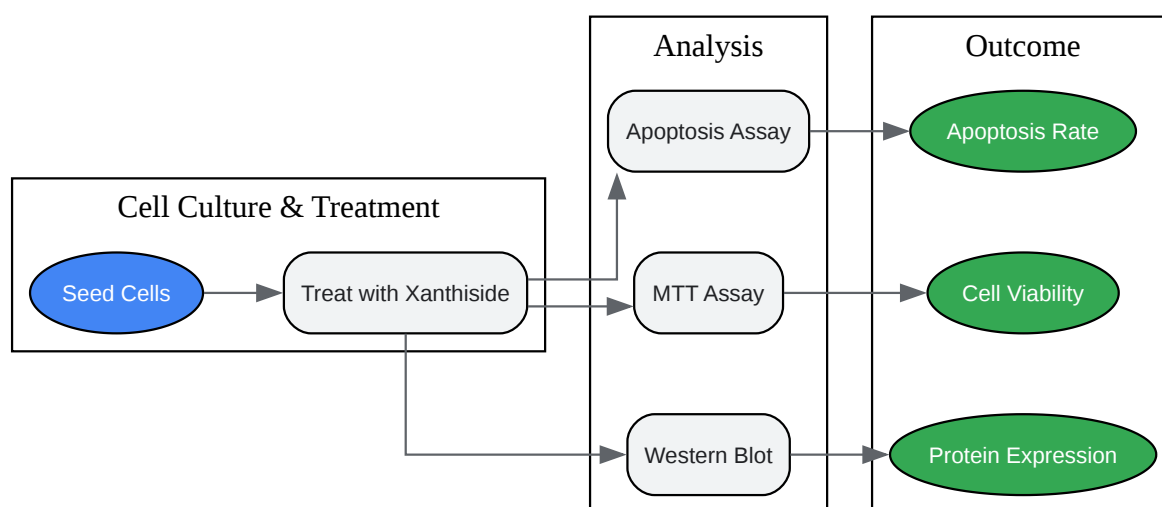 Analysis
Outcome
Apoptosis Assay
Apoptosis Rate
Cell Culture & Treatment
Seed Cells
Treat with Xanthiside
MTT Assay
Cell Viability
Western Blot
Protein Expression